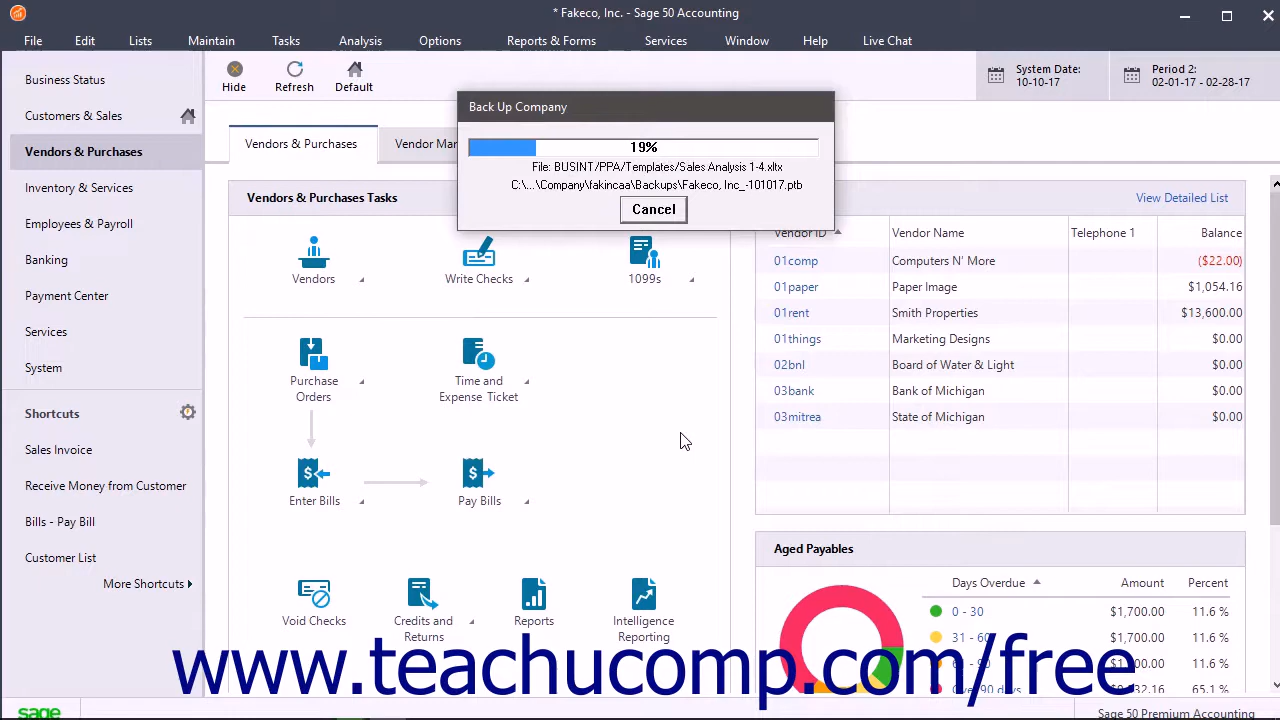 * Fakeco, Inc. - Sage 50 Accounting
File Edit Lists Maintain Tasks Analysis Options Reports & Forms Services Window Help Live Chat
Business Status
Customers & Sales
Vendors & Purchases
Inventory & Services
Employees & Payroll
Banking
Payment Center
Services
System
Shortcuts
Sales Invoice
Receive Money from Customer
Bills - Pay Bill
Customer List
More Shortcuts
Hide Refresh Default
System Date:
10-10-17
Period 2:
02-01-17 - 02-28-17
Back Up Company
19%
File: BUSINT/PPA/Templates/Sales Analysis 1-4.xltx
C:\...\Company\fakincaa\Backups\Fakeco, Inc_-101017.ptb
Cancel
Vendors & Purchases
Vendors & Purchases Tasks
Vendors
Write Checks
1099s
Purchase
Orders
Time and
Expense Ticket
Enter Bills
Pay Bills
Void Checks
Credits and
Returns
Reports
Intelligence
Reporting
View Detailed List
Vendor ID Vendor Name Telephone 1 Balance
01comp Computers N' More ($22.00)
01paper Paper Image $1,054.16
01rent Smith Properties $13,600.00
01things Marketing Designs $0.00
02bnl Board of Water & Light $0.00
03bank Bank of Michigan $0.00
03mitrea State of Michigan $0.00
Aged Payables
Days Overdue Amount Percent
0 - 30 $1,700.00 11.6 %
31 - 60 $1,700.00 11.6 %
11.6 %
65.1 %
www.teachucomp.com/free
sage
Sage 50 Premium Accounting